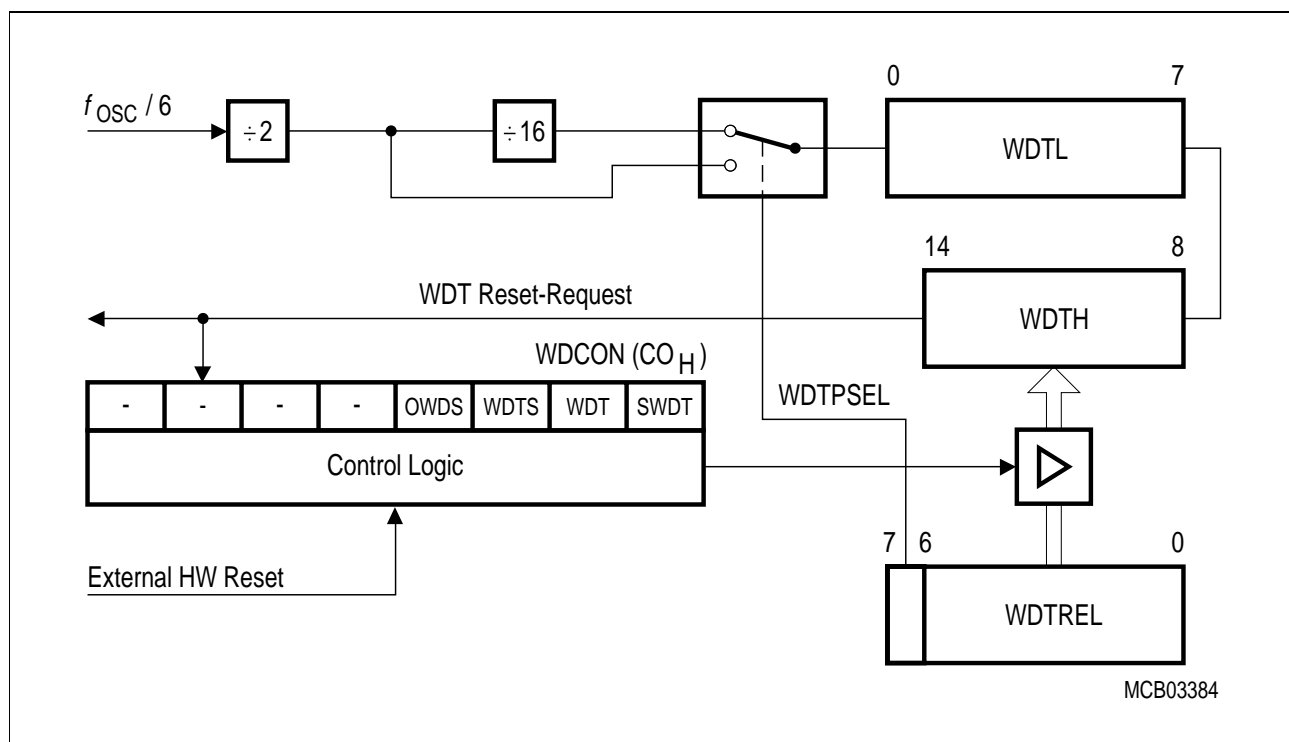 0 7
f OSC / 6
÷2
÷16
WDTL
14 8
WDT Reset-Request
WDTH
WDCON (CO H )
WDTPSEL
- - - - OWDS WDTS WDT SWDT
Control Logic
7 6 0
External HW Reset
WDTREL
MCB03384